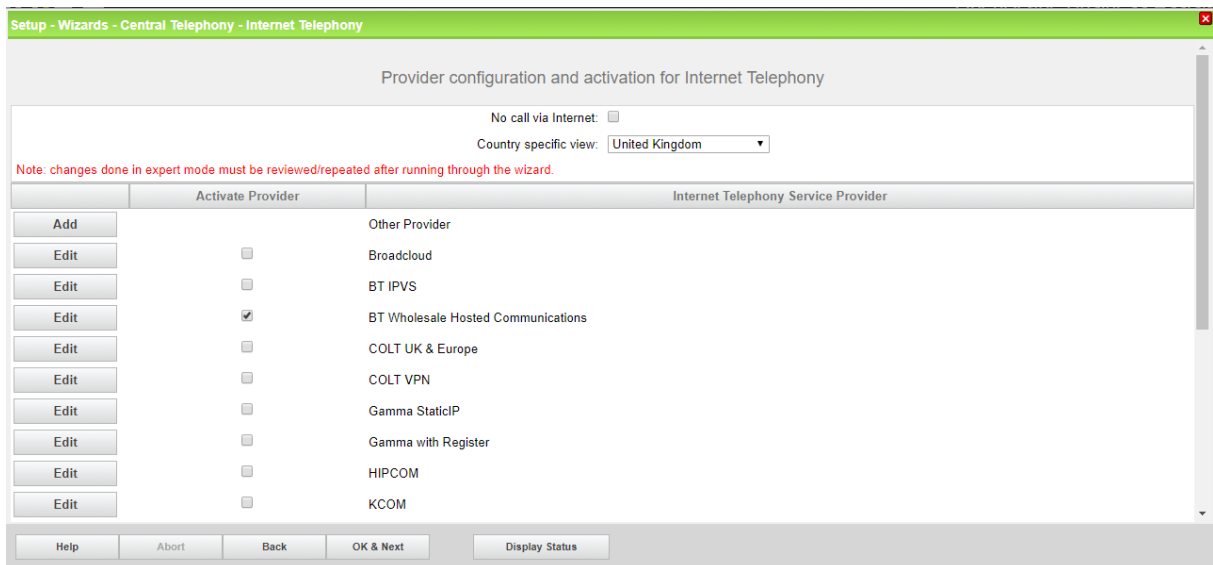 Setup - Wizards - Central Telephony - Internet Telephony
Provider configuration and activation for Internet Telephony
No call via Internet:
Country specific view: United Kingdom
Note: changes done in expert mode must be reviewed/repeated after running through the wizard.
Activate Provider Internet Telephony Service Provider
Add Other Provider
Edit Broadcloud
Edit BT IPVS
Edit BT Wholesale Hosted Communications
Edit COLT UK & Europe
Edit COLT VPN
Edit Gamma StaticIP
Edit Gamma with Register
Edit HIPCOM
Edit KCOM
Help Abort Back OK & Next Display Status